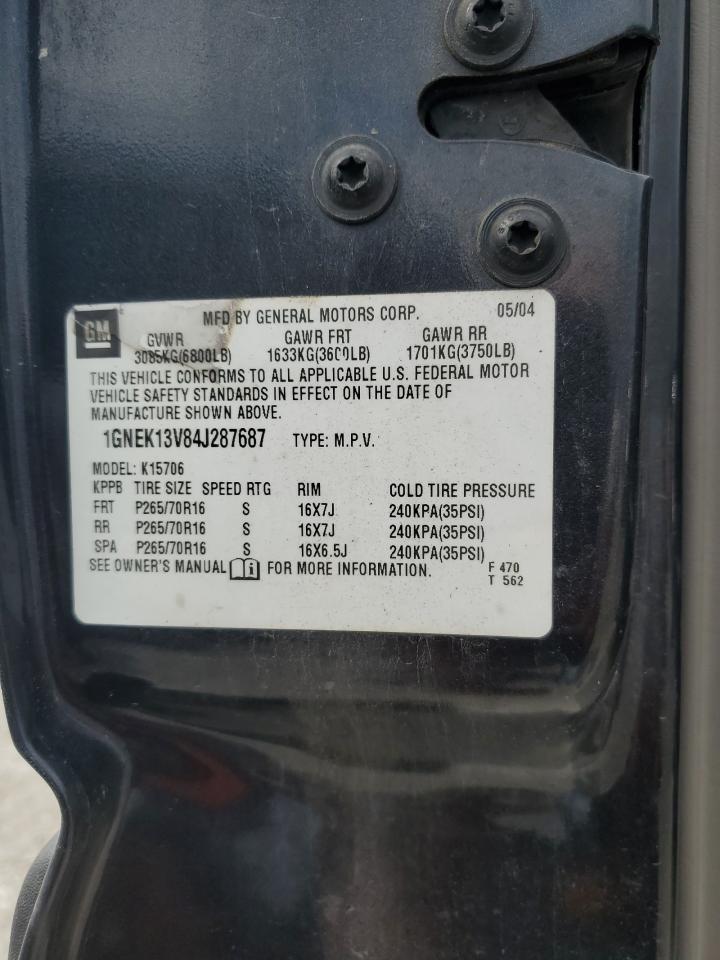 MFD BY GENERAL MOTORS CORP. 05/04
GM
GVWR GAWR FRT GAWR RR
3085KG(6800LB) 1633KG(3600LB) 1701KG(3750LB)
THIS VEHICLE CONFORMS TO ALL APPLICABLE U.S. FEDERAL MOTOR
VEHICLE SAFETY STANDARDS IN EFFECT ON THE DATE OF
MANUFACTURE SHOWN ABOVE.
1GNEK13V84J287687 TYPE: M.P.V.
MODEL: K15706
KPPB TIRE SIZE SPEED RTG RIM COLD TIRE PRESSURE
FRT P265/70R16 S 16X7J 240KPA(35PSI)
RR P265/70R16 S 16X7J 240KPA(35PSI)
SPA P265/70R16 S 16X6.5J 240KPA(35PSI)
SEE OWNER'S MANUAL i FOR MORE INFORMATION. F 470
T 562